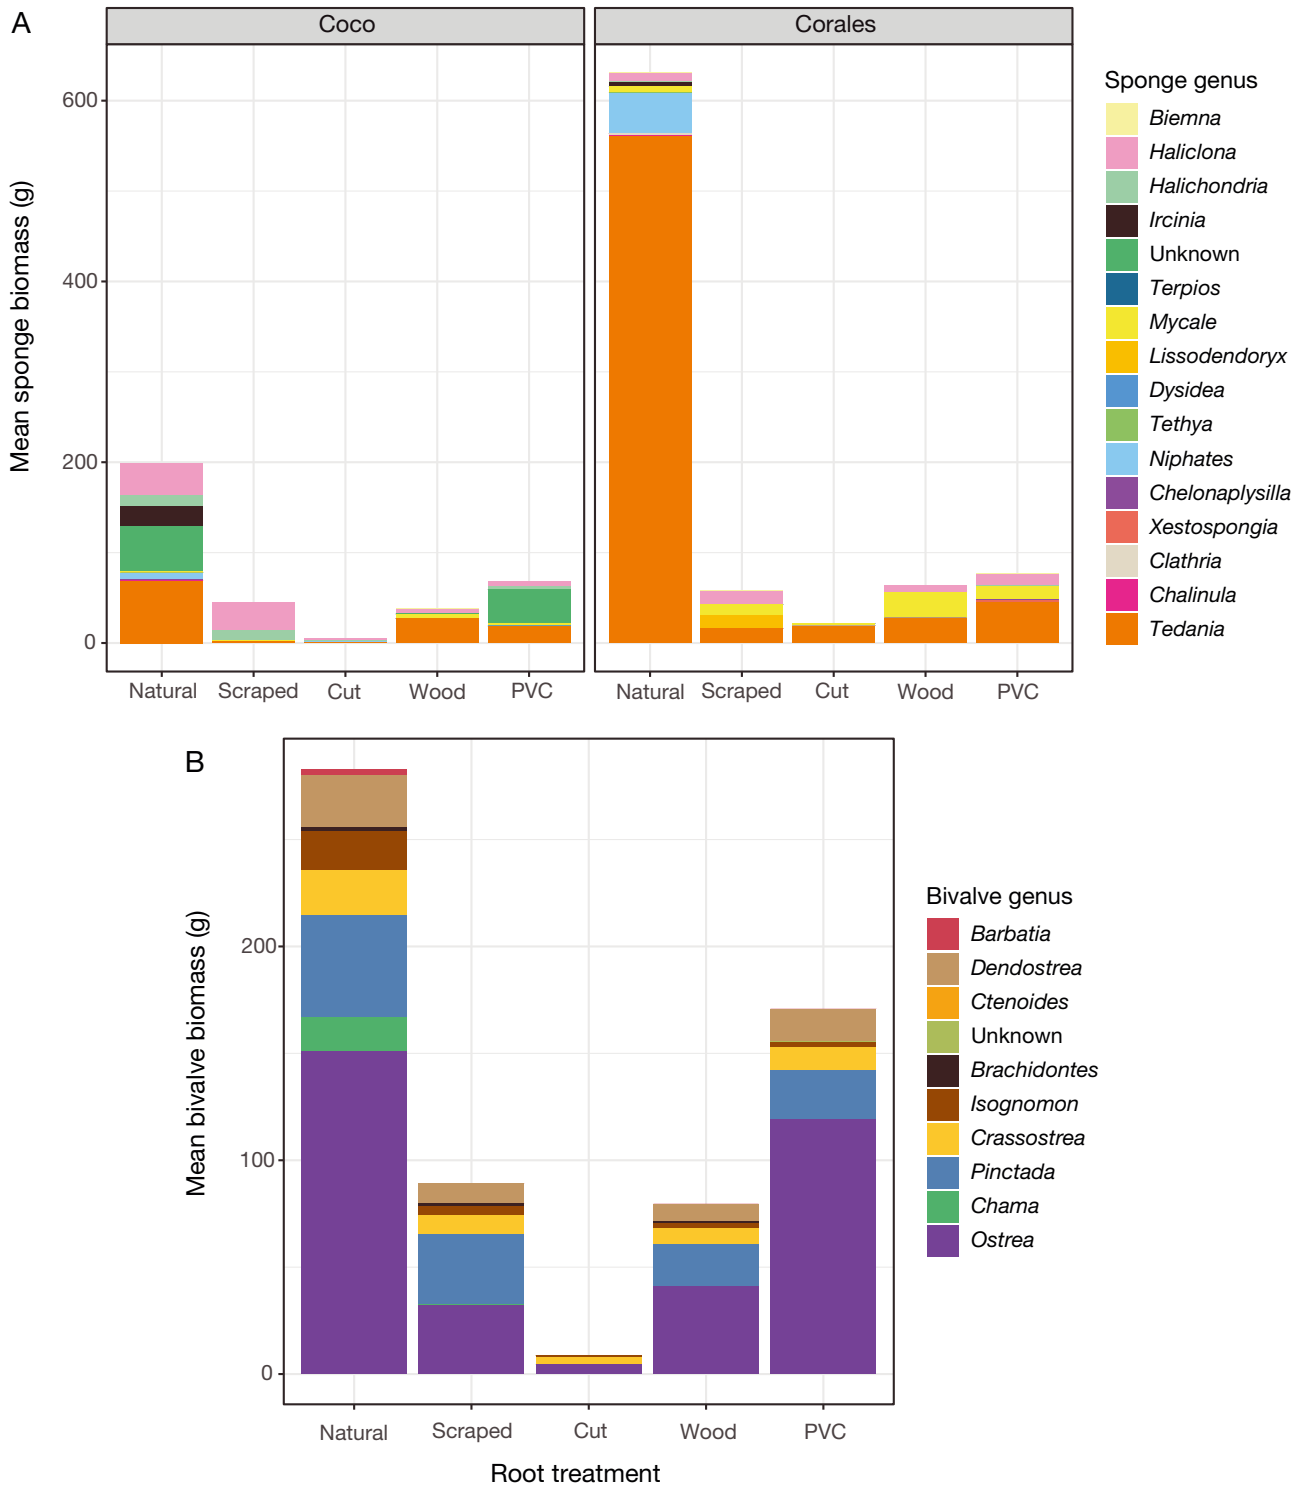 A
Coco
Corales
Mean sponge biomass (g)
600
400
200
0
Natural
Scraped
Cut
Wood
PVC
Natural
Scraped
Cut
Wood
PVC
Sponge genus
Biemna
Haliclona
Halichondria
Ircinia
Unknown
Terpios
Mycale
Lissodendoryx
Dysidea
Tethya
Niphates
Chelonaplysilla
Xestospongia
Clathria
Chalinula
Tedania
B
Mean bivalve biomass (g)
200
100
0
Natural
Scraped
Cut
Wood
PVC
Root treatment
Bivalve genus
Barbatia
Dendostrea
Ctenoides
Unknown
Brachidontes
Isognomon
Crassostrea
Pinctada
Chama
Ostrea